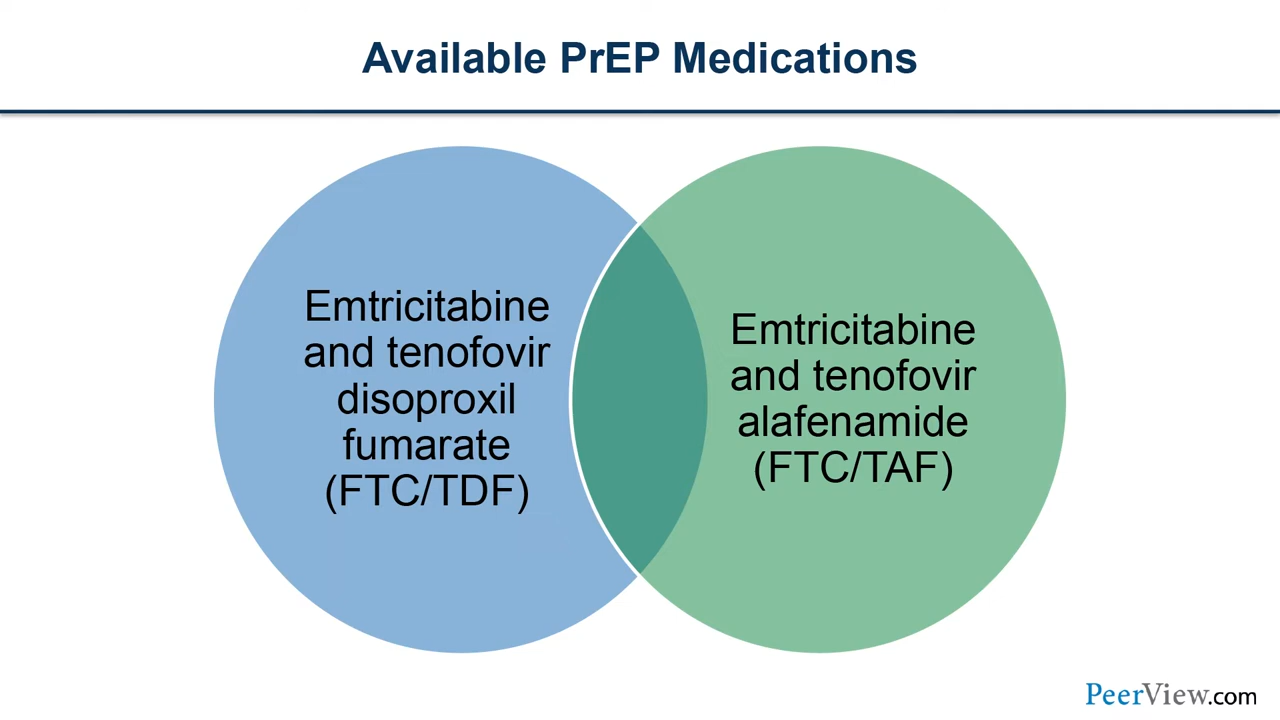 Available PrEP Medications
Emtricitabine
and tenofovir
disoproxil
fumarate
(FTC/TDF)
Emtricitabine
and tenofovir
alafenamide
(FTC/TAF)
PeerView.com